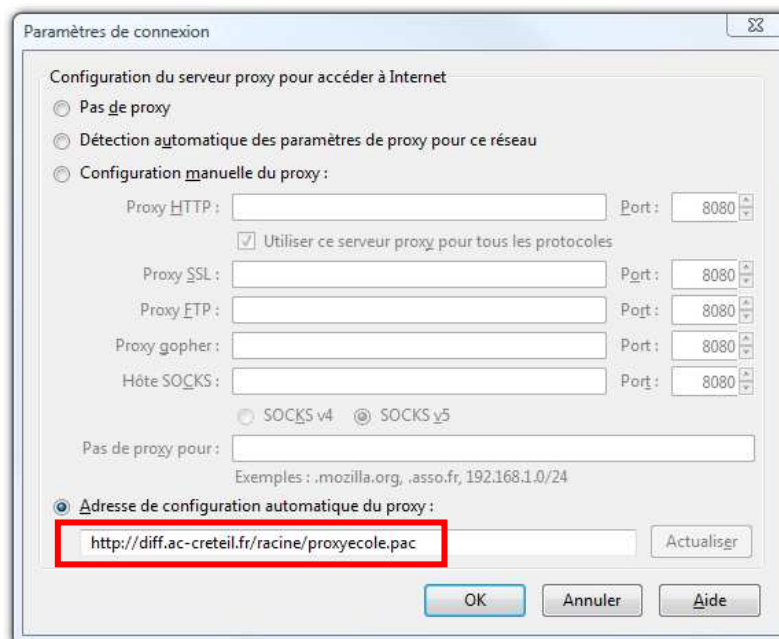 Paramètres de connexion
Configuration du serveur proxy pour accéder à Internet
Pas de proxy
Détection automatique des paramètres de proxy pour ce réseau
Configuration manuelle du proxy :
Proxy HTTP : Port : 8080
Utiliser ce serveur proxy pour tous les protocoles
Proxy SSL : Port : 8080
Proxy FTP : Port : 8080
Proxy gopher : Port : 8080
Hôte SOCKS : Port : 8080
SOCKS v4 SOCKS v5
Pas de proxy pour :
Exemples : .mozilla.org, .asso.fr, 192.168.1.0/24
Adresse de configuration automatique du proxy :
http://diff.ac-creteil.fr/racine/proxyecole.pac Actualiser
OK Annuler Aide